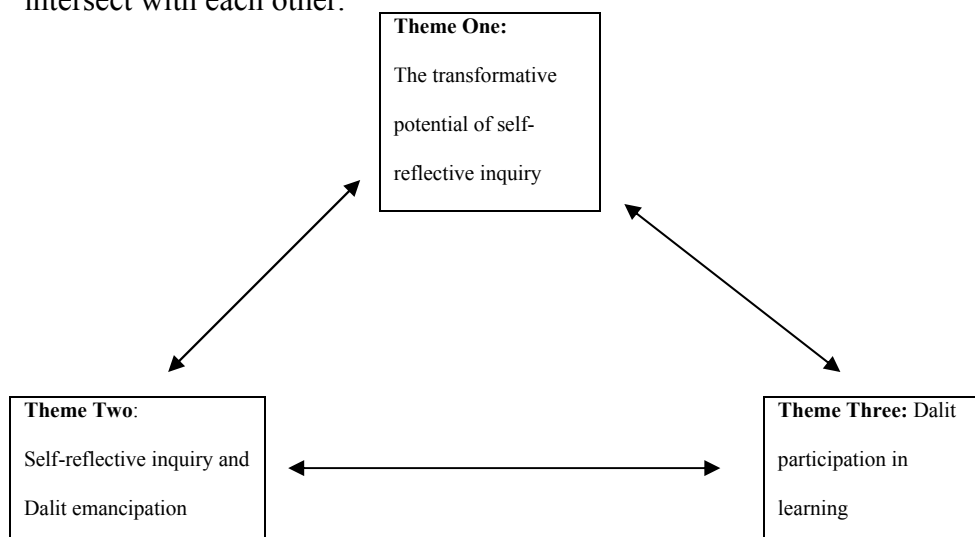 intersect with each other.
Theme One:
The transformative
potential of self-
reflective inquiry
Theme Two:
Self-reflective inquiry and
Dalit emancipation
Theme Three: Dalit
participation in
learning